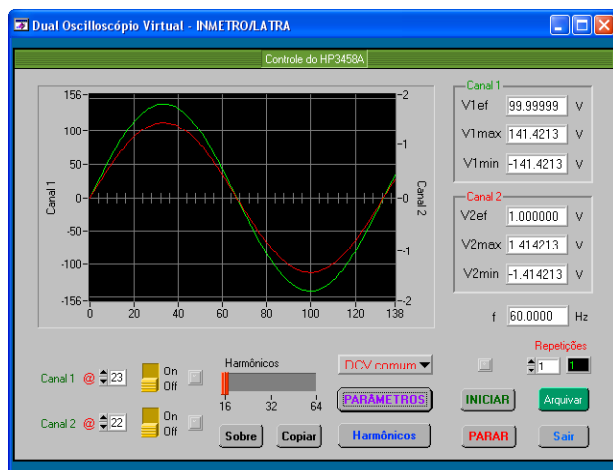 Dual Oscilloscópio Virtual - INMETRO/LATRA
Controle do HP3458A
156
100
50
0
-50
-100
-156
Canal 1
2
1
0
-1
-2
Canal 2
0 20 40 60 80 100 120 138
Canal 1
V1ef 99.99999 V
V1max 141.4213 V
V1min -141.4213 V
Canal 2
V2ef 1.000000 V
V2max 1.414213 V
V2min -1.414213 V
f 60.0000 Hz
Repetições
1 1
Canal 1 @ 23 On Off
Canal 2 @ 22 On Off
Harmônicos
16 32 64
DCV comum
PARÂMETROS
INICIAR
Arquivar
Sobre
Copiar
Harmônicos
PARAR
Sair